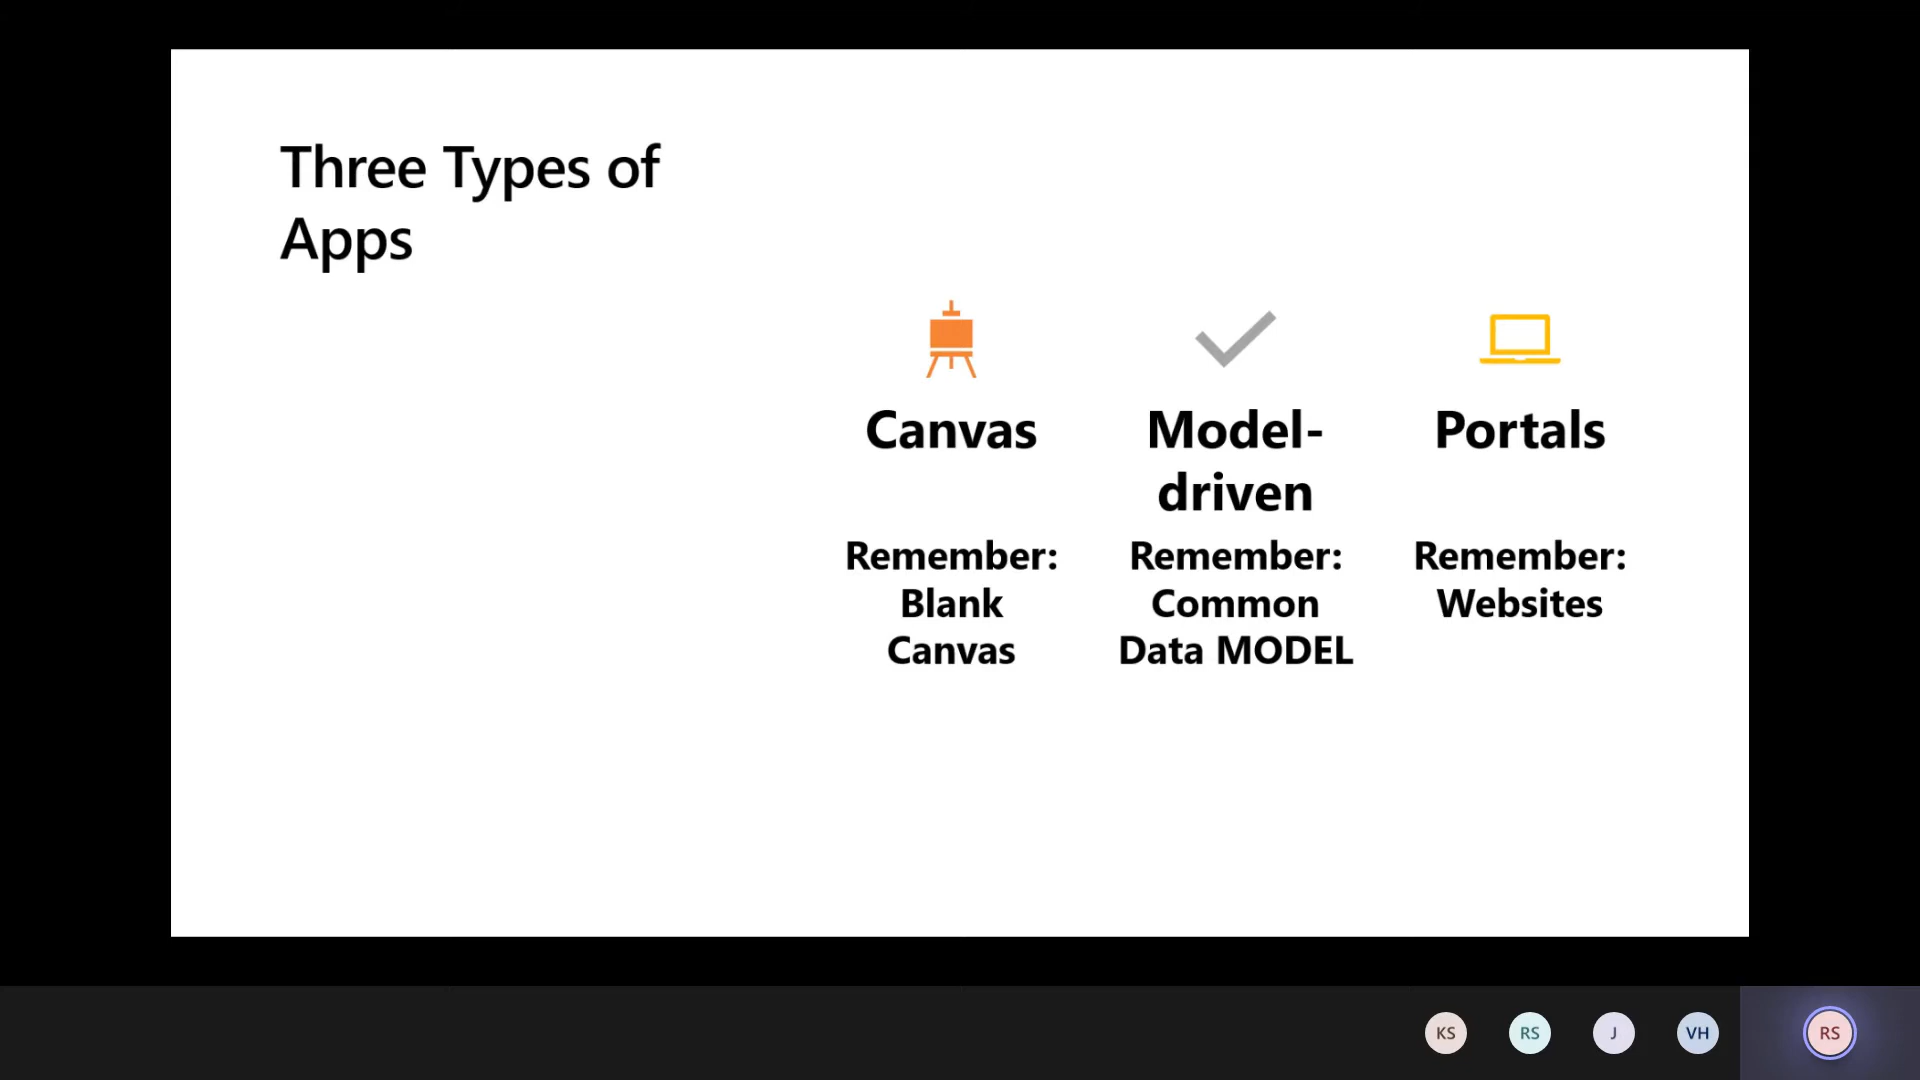 Three Types of
Apps
Canvas
Remember:
Blank
Canvas
Model-
driven
Remember:
Common
Data MODEL
Portals
Remember:
Websites
KS
RS
J
VH
RS